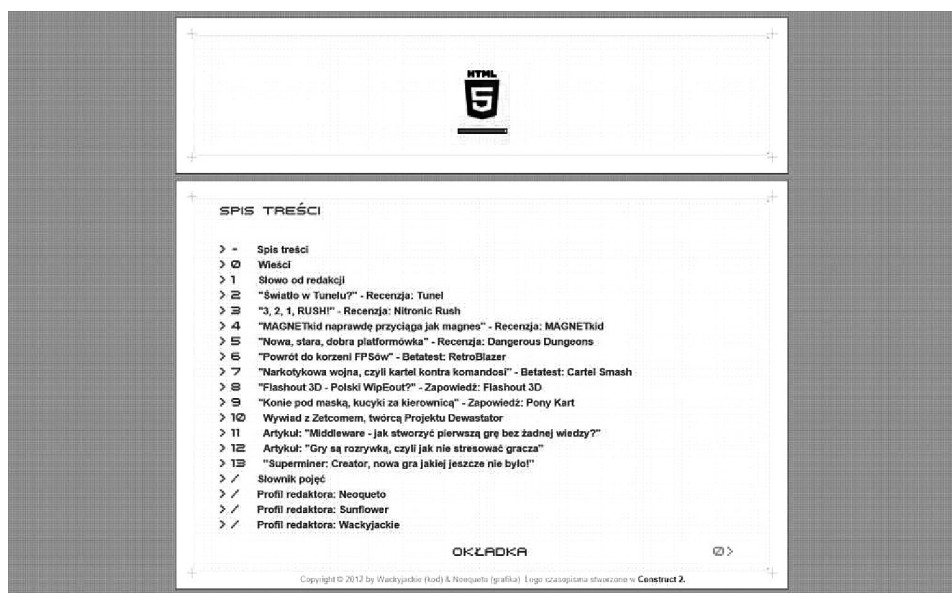 HTML
5
SPIS TREŚCI
> - Spis treści
> 0 Wieści
> 1 Słowo od redakcji
> 2 "Światło w Tunelu?" - Recenzja: Tunel
> 3 "3, 2, 1, RUSH!" - Recenzja: Nitronic Rush
> 4 "MAGNETkid naprawdę przyciąga jak magnes" - Recenzja: MAGNETkid
> 5 "Nowa, stara, dobra platformówka" - Recenzja: Dangerous Dungeons
> 6 "Powrót do korzeni FPSów" - Betatest: RetroBlazer
> 7 "Narkotykowa wojna, czyli kartel kontra komandosi" - Betatest: Cartel Smash
> 8 "Flashout 3D - Polski WipEout?" - Zapowiedź: Flashout 3D
> 9 "Konie pod maską, kucyki za kierownicą" - Zapowiedź: Pony Kart
> 10 Wywiad z Zetcomem, twórcą Projektu Dewastator
> 11 Artykuł: "Middleware - jak stworzyć pierwszą grę bez żadnej wiedzy?"
> 12 Artykuł: "Gry są rozrywką, czyli jak nie stresować gracza"
> 13 "Superminer: Creator, nowa gra jakiej jeszcze nie było!"
> / Słownik pojęć
> / Profil redaktora: Neoqueto
> / Profil redaktora: Sunflower
> / Profil redaktora: Wackyjackie
OKŁADKA 0>
Copyright © 2012 by Wackyjackie (kod) & Neoqueto (grafika) Logo czasopisma stworzone w Construct 2.